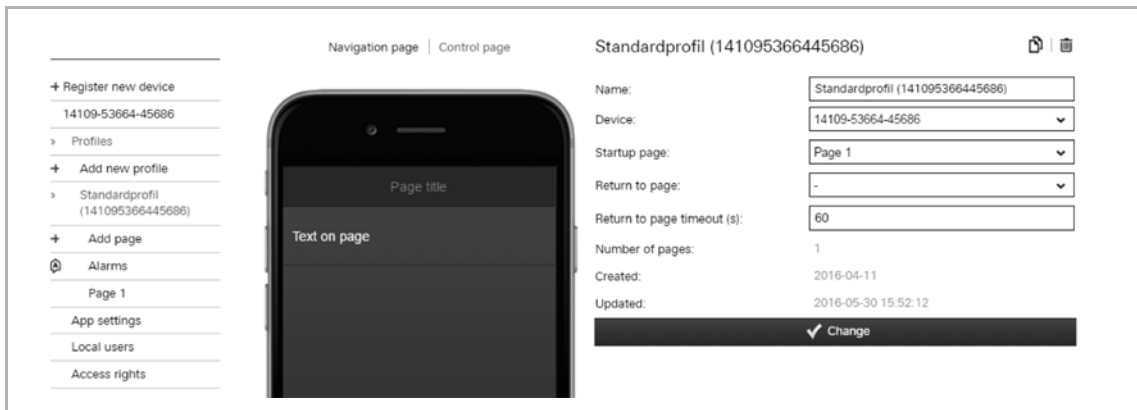 + Register new device
14109-53664-45686
› Profiles
+ Add new profile
› Standardprofil
(141095366445686)
+ Add page
Alarms
Page 1
App settings
Local users
Access rights
Navigation page | Control page
Page title
Text on page
Standardprofil (141095366445686)
Name: Standardprofil (141095366445686)
Device: 14109-53664-45686
Startup page: Page 1
Return to page: -
Return to page timeout (s): 60
Number of pages: 1
Created: 2016-04-11
Updated: 2016-05-30 15:52:12
Change